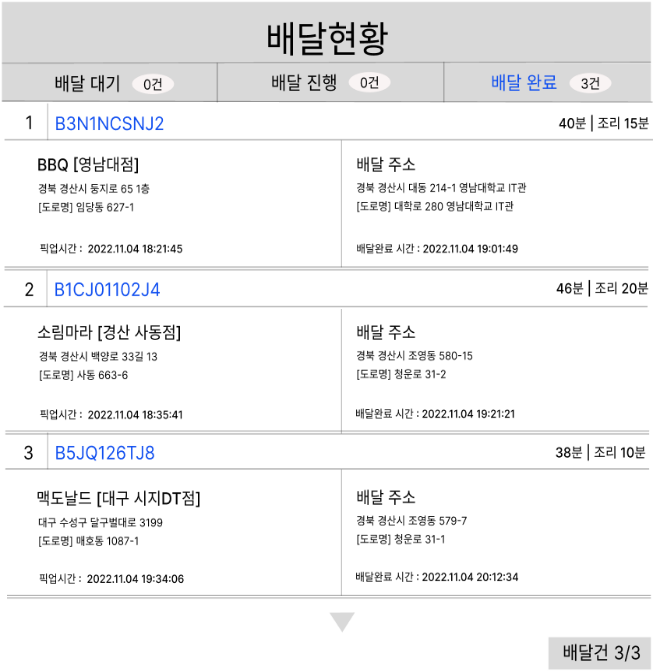 배달현황
배달 대기 0건 배달 진행 0건 배달 완료 3건
1 B3N1NCSNJ2 40분 | 조리 15분
BBQ [영남대점]
경북 경산시 둥지로 65 1층
[도로명] 임당동 627-1
픽업시간 : 2022.11.04 18:21:45
배달 주소
경북 경산시 대동 214-1 영남대학교 IT관
[도로명] 대학로 280 영남대학교 IT관
배달완료 시간 : 2022.11.04 19:01:49
2 B1CJ01102J4 46분 | 조리 20분
소림마라 [경산 사동점]
경북 경산시 백양로 33길 13
[도로명] 사동 663-6
픽업시간 : 2022.11.04 18:35:41
배달 주소
경북 경산시 조영동 580-15
[도로명] 청운로 31-2
배달완료 시간 : 2022.11.04 19:21:21
3 B5JQ126TJ8 38분 | 조리 10분
맥도날드 [대구 시지DT점]
대구 수성구 달구벌대로 3199
[도로명] 매호동 1087-1
픽업시간 : 2022.11.04 19:34:06
배달 주소
경북 경산시 조영동 579-7
[도로명] 청운로 31-1
배달완료 시간 : 2022.11.04 20:12:34
배달건 3/3